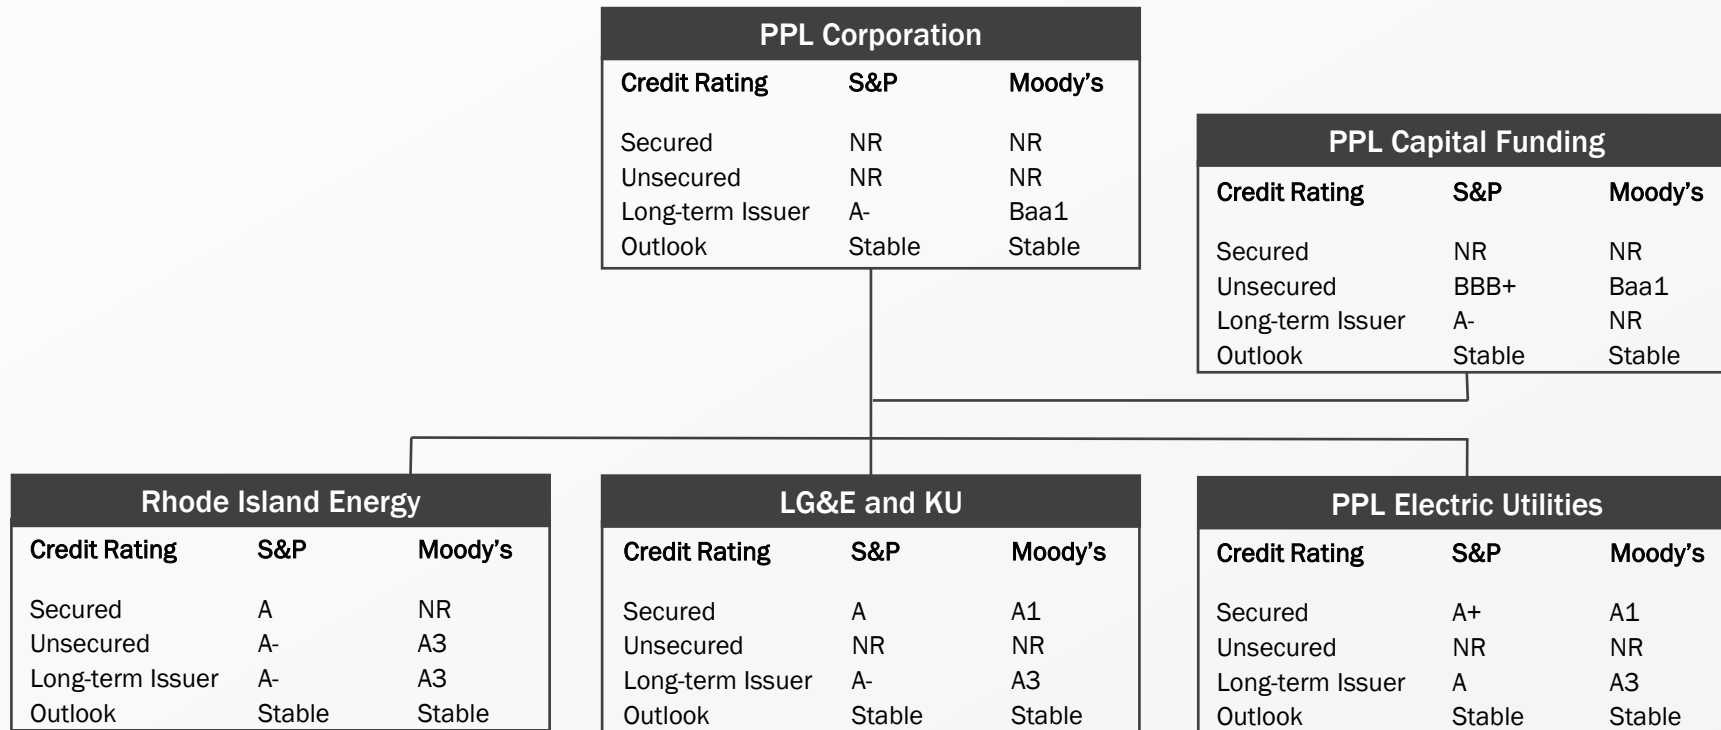 PPL Corporation
Credit Rating S&P Moody's
Secured NR NR
Unsecured NR NR
Long-term Issuer A- Baa1
Outlook Stable Stable
PPL Capital Funding
Credit Rating S&P Moody's
Secured NR NR
Unsecured BBB+ Baa1
Long-term Issuer A- NR
Outlook Stable Stable
Rhode Island Energy
Credit Rating S&P Moody's
Secured A NR
Unsecured A- A3
Long-term Issuer A- A3
Outlook Stable Stable
LG&E and KU
Credit Rating S&P Moody's
Secured A A1
Unsecured NR NR
Long-term Issuer A- A3
Outlook Stable Stable
PPL Electric Utilities
Credit Rating S&P Moody's
Secured A+ A1
Unsecured NR NR
Long-term Issuer A A3
Outlook Stable Stable